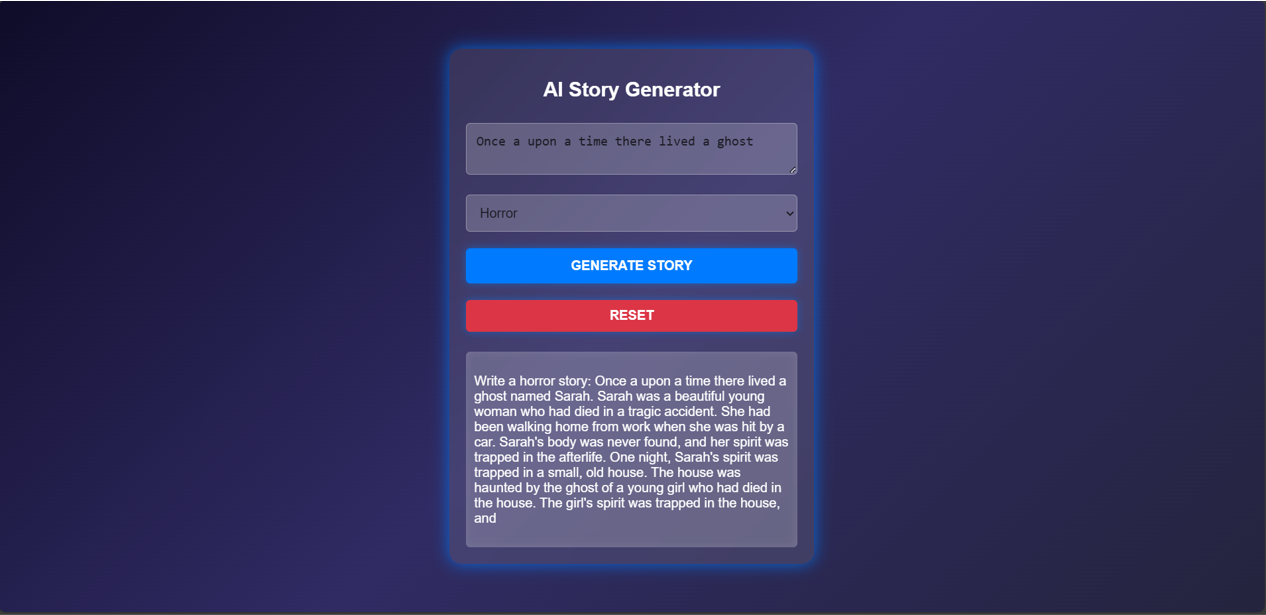 AI Story Generator
Once a upon a time there lived a ghost
Horror
GENERATE STORY
RESET
Write a horror story: Once a upon a time there lived a
ghost named Sarah. Sarah was a beautiful young
woman who had died in a tragic accident. She had
been walking home from work when she was hit by a
car. Sarah's body was never found, and her spirit was
trapped in the afterlife. One night, Sarah's spirit was
trapped in a small, old house. The house was
haunted by the ghost of a young girl who had died in
the house. The girl's spirit was trapped in the house,
and